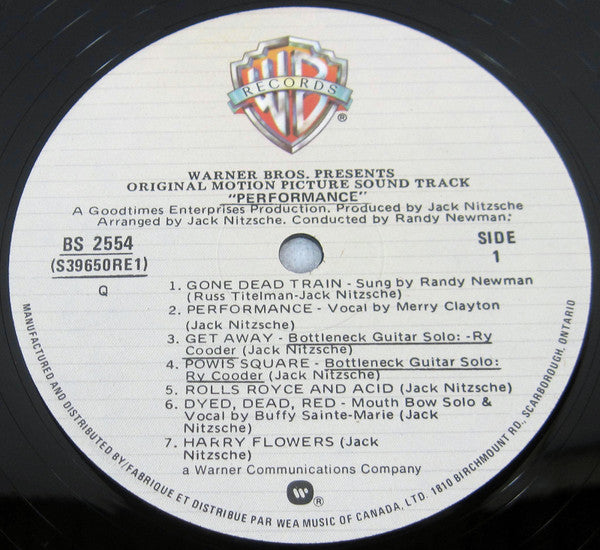 WB
RECORDS
®
WARNER BROS. PRESENTS
ORIGINAL MOTION PICTURE SOUND TRACK
"PERFORMANCE"
A Goodtimes Enterprises Production. Produced by Jack Nitzsche
Arranged by Jack Nitzsche. Conducted by Randy Newman.
BS 2554
(S39650RE1)
Q
SIDE
1
1. GONE DEAD TRAIN - Sung by Randy Newman
(Russ Titelman-Jack Nitzsche)
2. PERFORMANCE - Vocal by Merry Clayton
(Jack Nitzsche)
3. GET AWAY - Bottleneck Guitar Solo: -Ry
Cooder (Jack Nitzsche)
4. POWIS SQUARE - Bottleneck Guitar Solo:
Ry Cooder (Jack Nitzsche)
5. ROLLS ROYCE AND ACID (Jack Nitzsche)
6. DYED, DEAD, RED - Mouth Bow Solo &
Vocal by Buffy Sainte-Marie (Jack
Nitzsche)
7. HARRY FLOWERS (Jack
Nitzsche)
a Warner Communications Company
®
MANUFACTURED AND DISTRIBUTED BY/FABRIQUE ET DISTRIBUE PAR WEA MUSIC OF CANADA, LTD. 1810 BIRCHMOUNT RD. SCARBOROUGH, ONTARIO